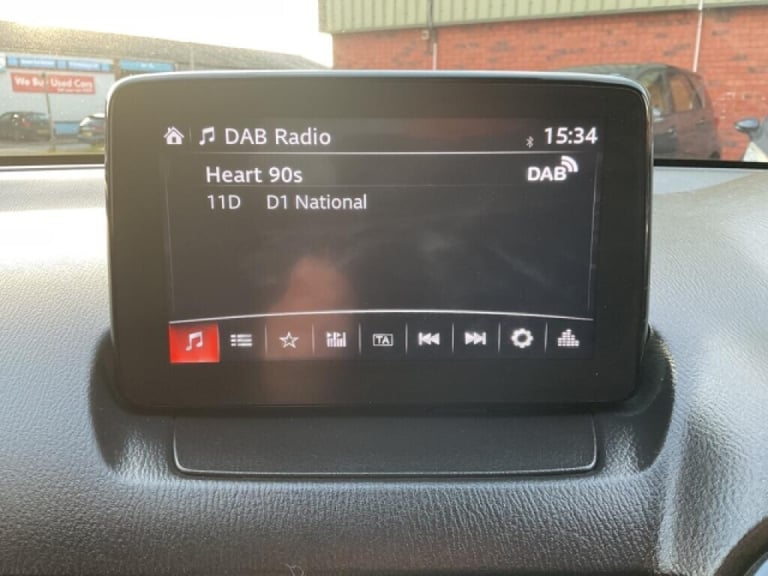 We Buy Used Cars
DAB Radio 15:34
Heart 90s DAB
11D D1 National
TA